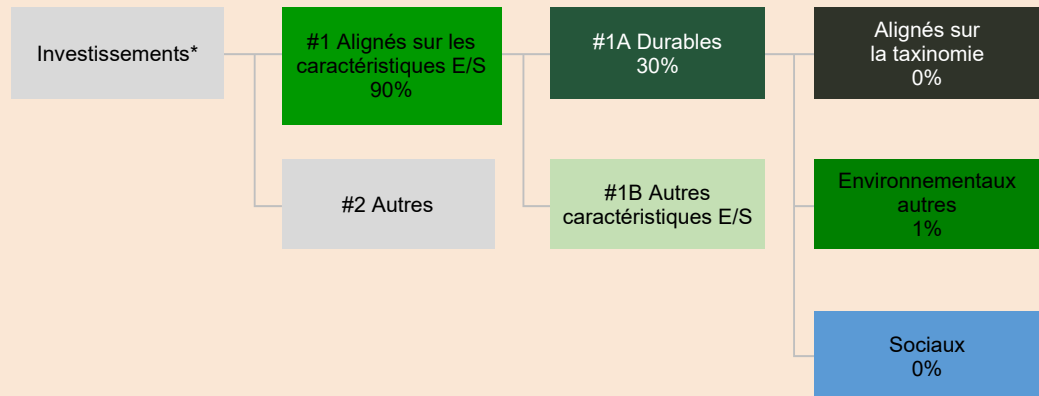 Investissements*
#1 Alignés sur les
caractéristiques E/S
90%
#1A Durables
30%
Alignés sur
la taxinomie
0%
#2 Autres
#1B Autres
caractéristiques E/S
Environnementaux
autres
1%
Sociaux
0%